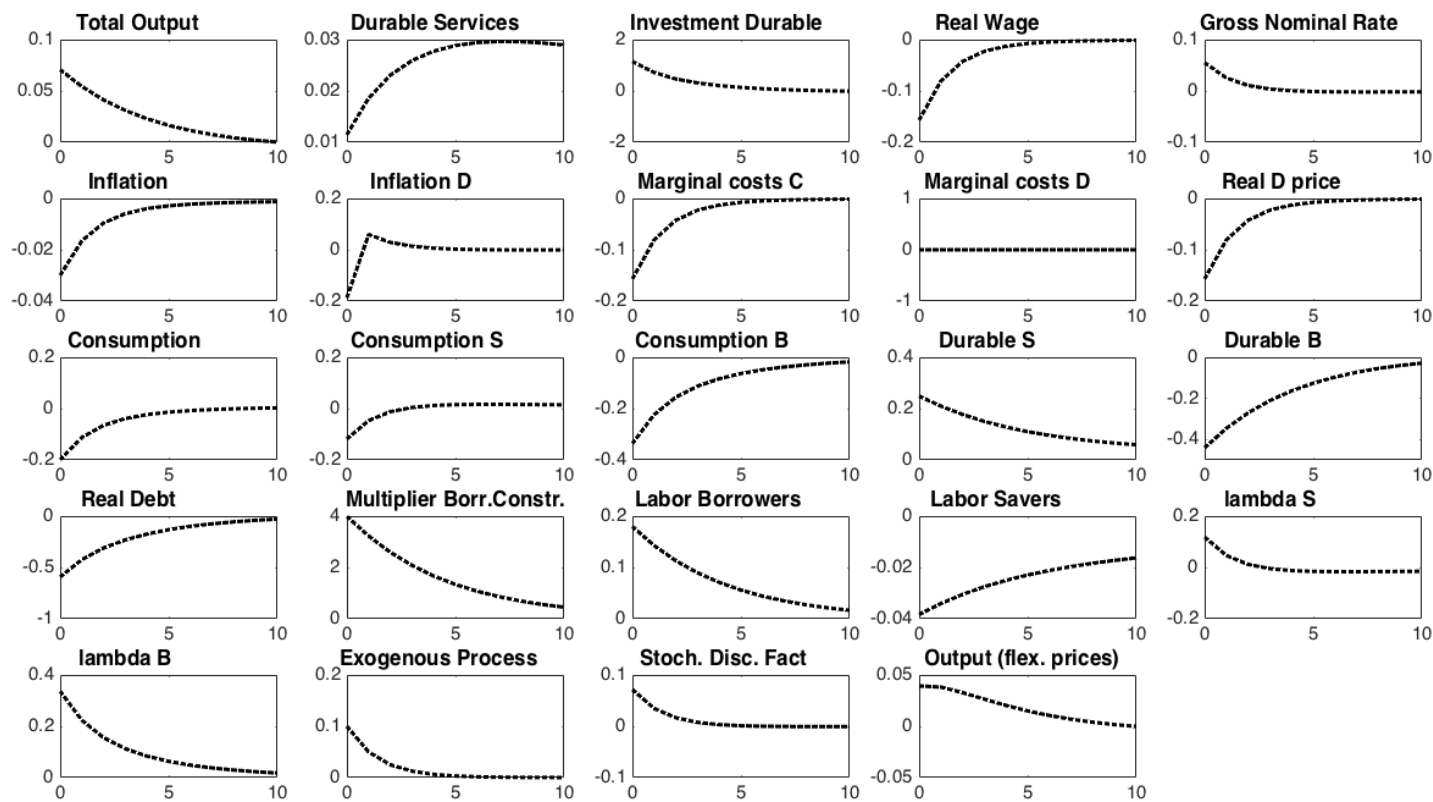 Total Output
0.1
0.05
0
0 5 10
Durable Services
0.03
0.02
0.01
0 5 10
Investment Durable
2
0
-2
0 5 10
Real Wage
0
-0.1
-0.2
0 5 10
Gross Nominal Rate
0.1
0
-0.1
0 5 10
Inflation
0
-0.02
-0.04
0 5 10
Inflation D
0.2
0
-0.2
0 5 10
Marginal costs C
0
-0.1
-0.2
0 5 10
Marginal costs D
1
0
-1
0 5 10
Real D price
0
-0.1
-0.2
0 5 10
Consumption
0.2
0
-0.2
0 5 10
Consumption S
0.2
0
-0.2
0 5 10
Consumption B
0
-0.2
-0.4
0 5 10
Durable S
0.4
0.2
0
0 5 10
Durable B
0
-0.2
-0.4
0 5 10
Real Debt
0
-0.5
-1
0 5 10
Multiplier Borr.Constr.
4
2
0
0 5 10
Labor Borrowers
0.2
0.1
0
0 5 10
Labor Savers
0
-0.02
-0.04
0 5 10
lambda S
0.2
0
-0.2
0 5 10
lambda B
0.4
0.2
0
0 5 10
Exogenous Process
0.2
0.1
0
0 5 10
Stoch. Disc. Fact
0.1
0
-0.1
0 5 10
Output (flex. prices)
0.05
0
-0.05
0 5 10